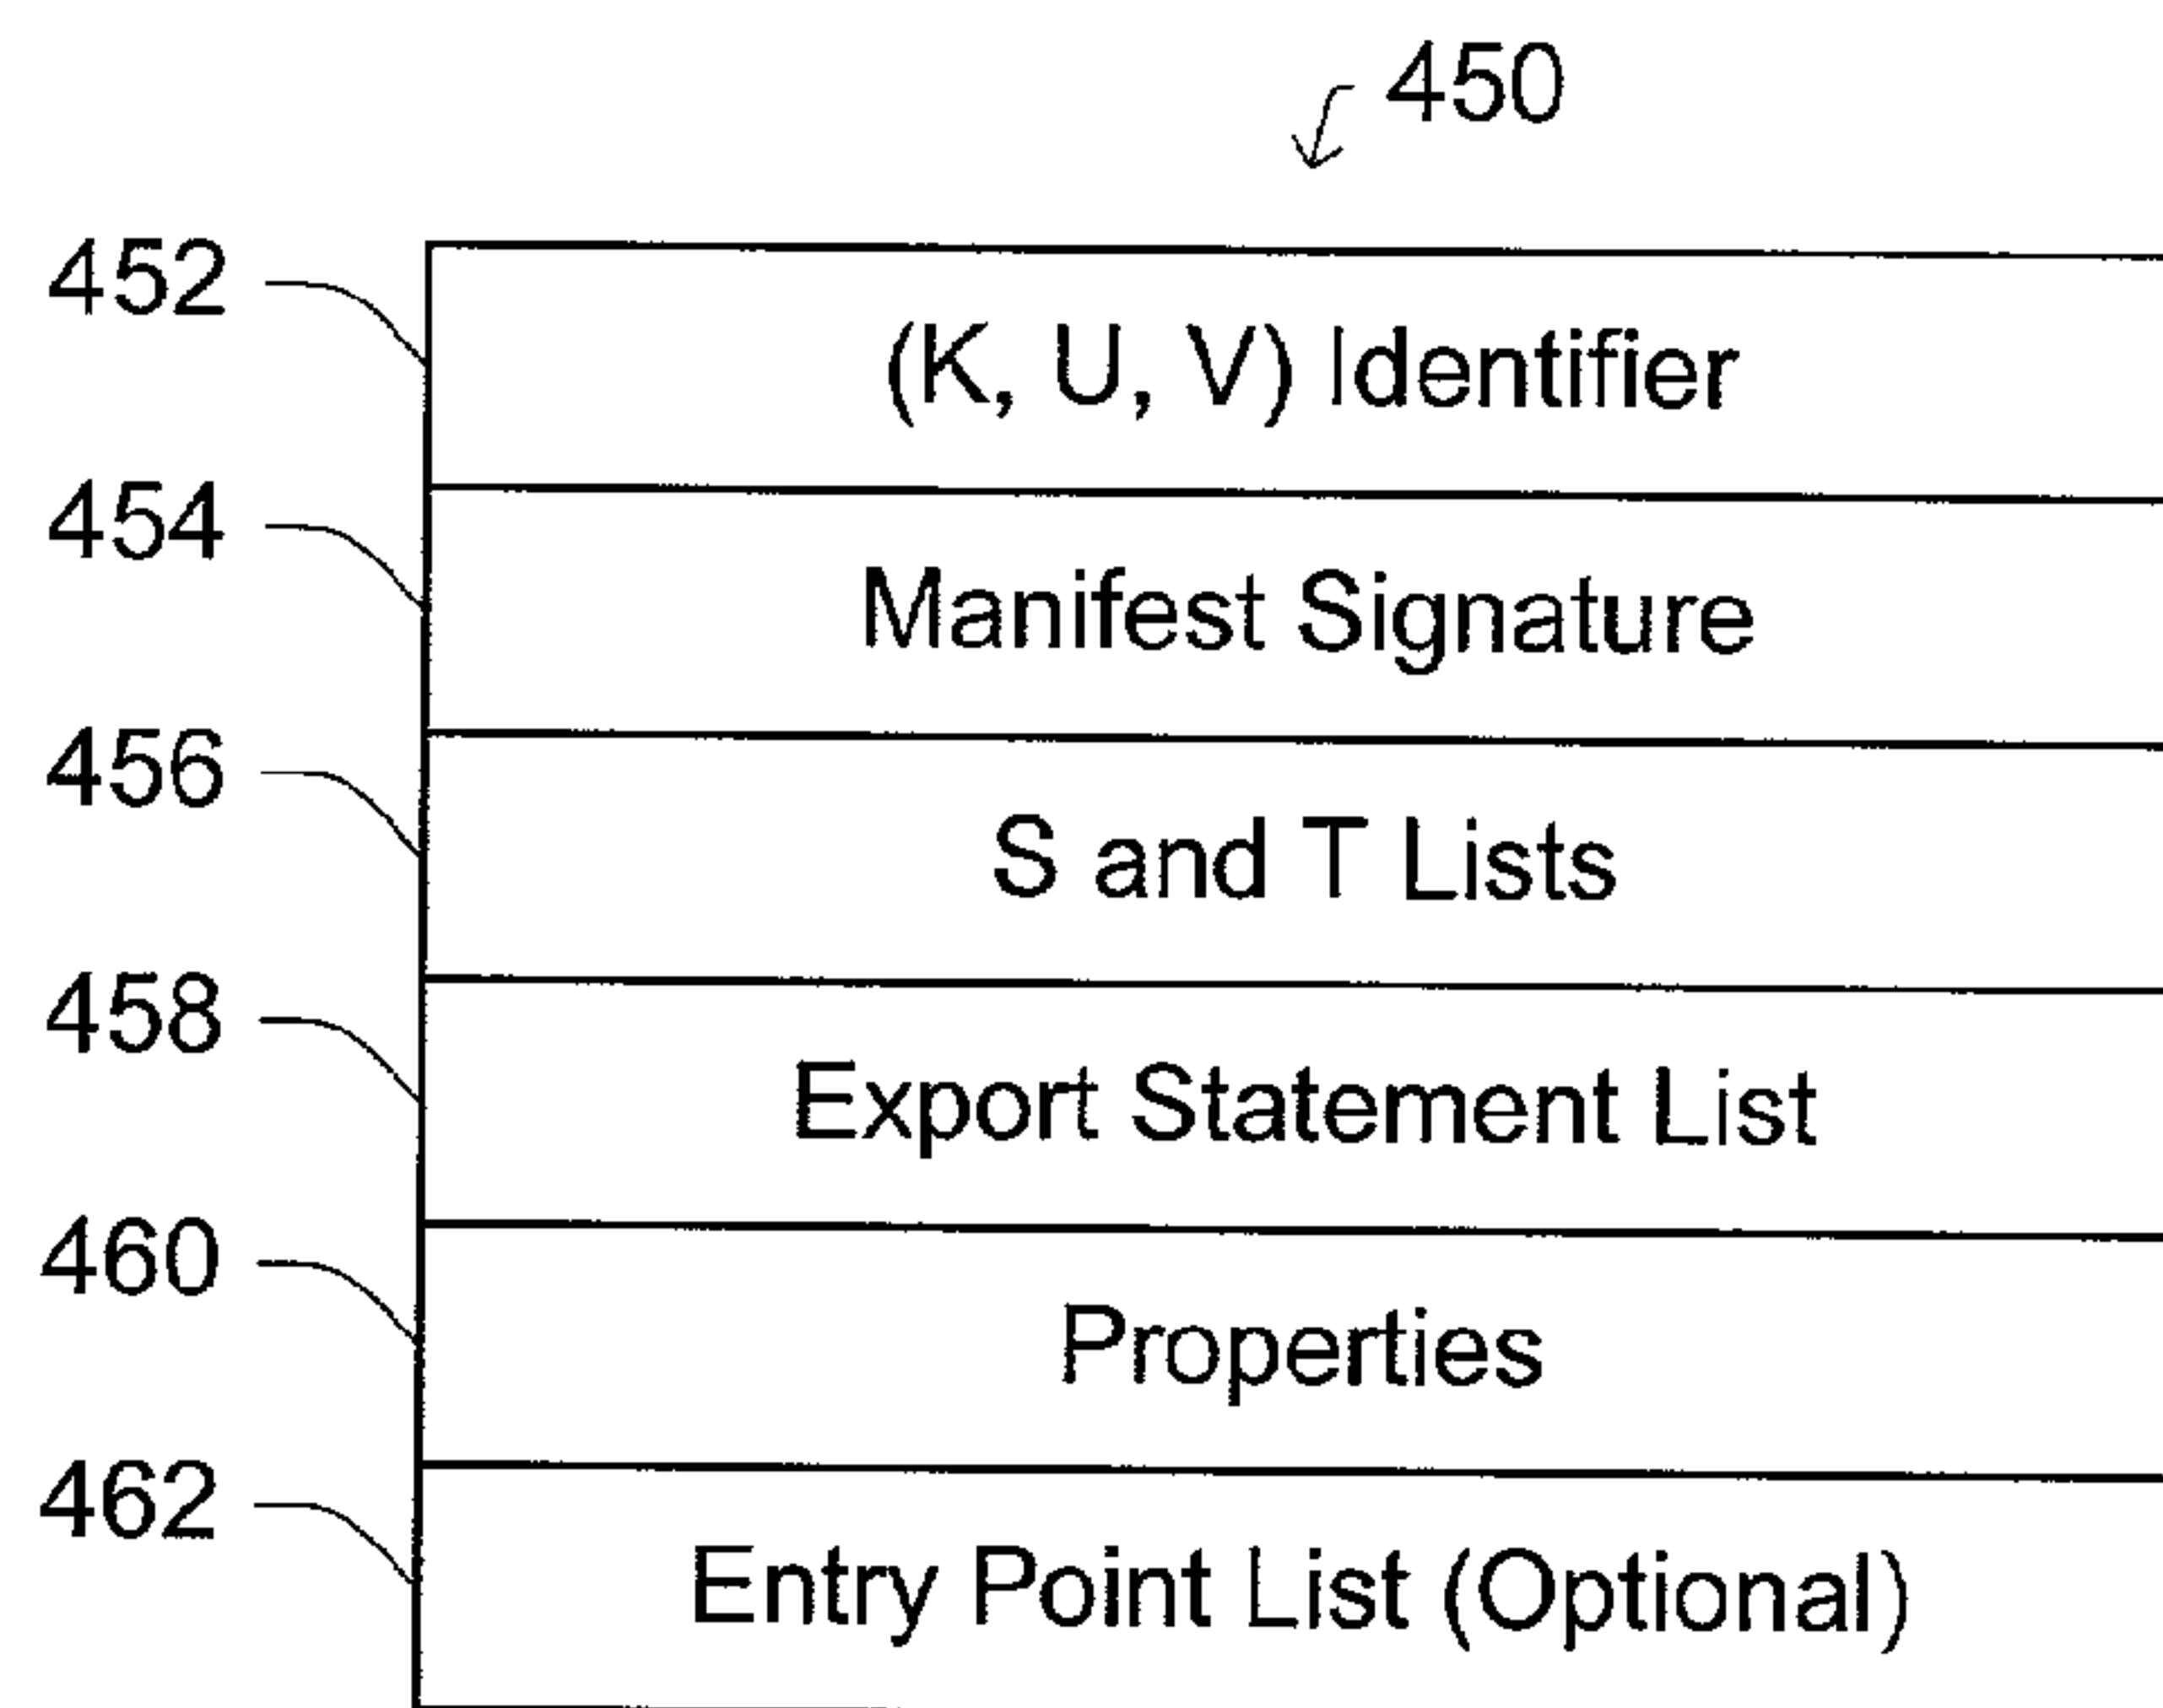 450
452
(K, U, V) Identifier
454
Manifest Signature
456
S and T Lists
458
Export Statement List
460
Properties
462
Entry Point List (Optional)